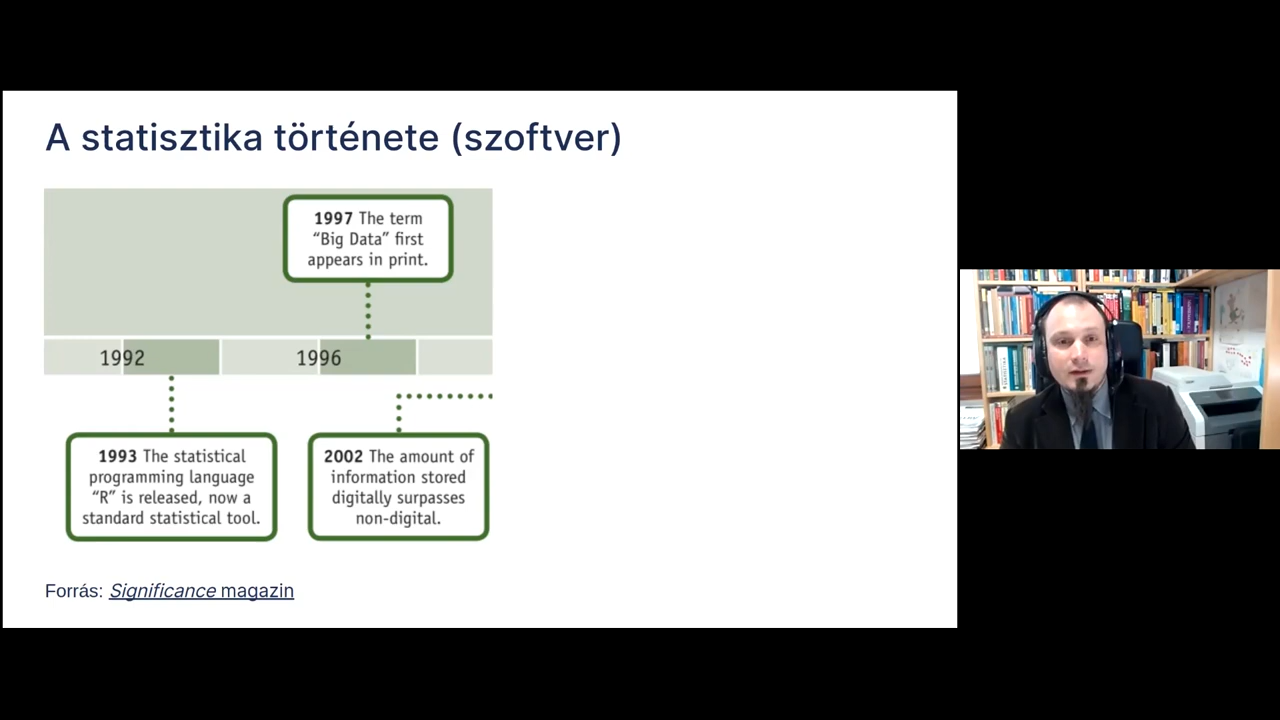 A statisztika története (szoftver)
1997 The term
“Big Data” first
appears in print.
1992
1996
1993 The statistical
programming language
“R” is released, now a
standard statistical tool.
2002 The amount of
information stored
digitally surpasses
non-digital.
Forrás: Significance magazin